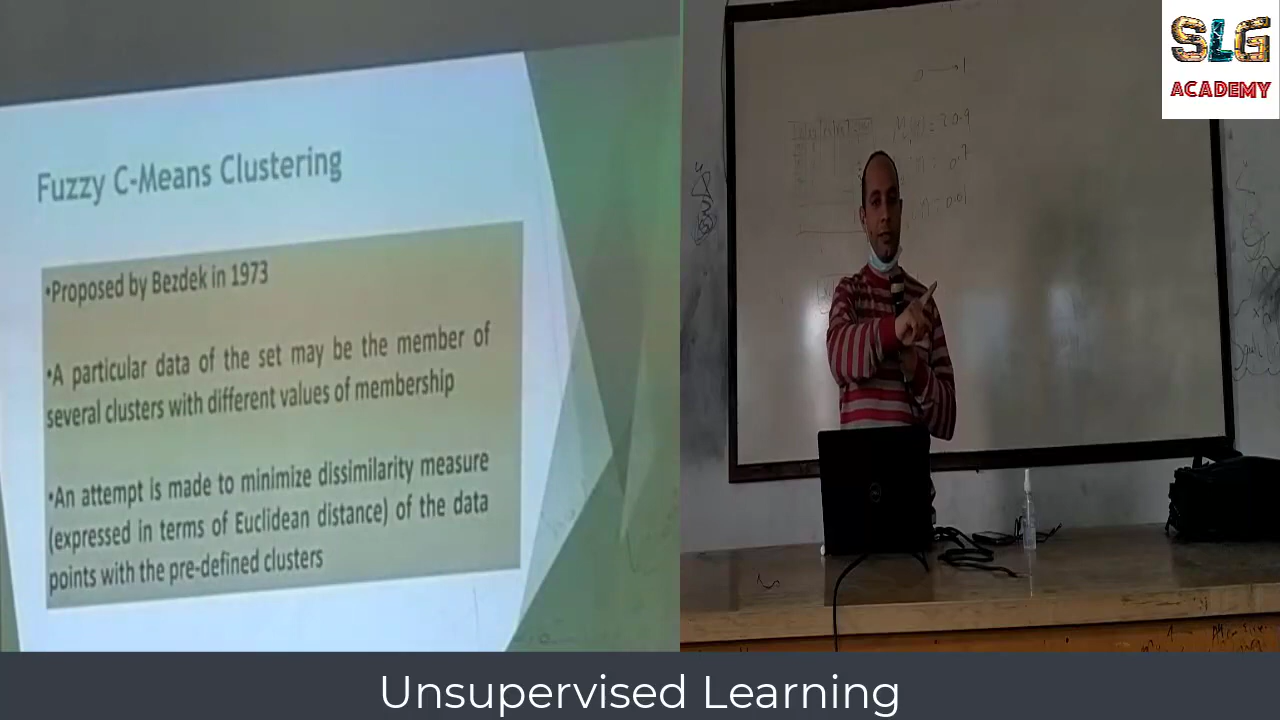 Fuzzy C-Means Clustering
•Proposed by Bezdek in 1973
•A particular data of the set may be the member of
several clusters with different values of membership
•An attempt is made to minimize dissimilarity measure
(expressed in terms of Euclidean distance) of the data
points with the pre-defined clusters
SLG
ACADEMY
Unsupervised Learning